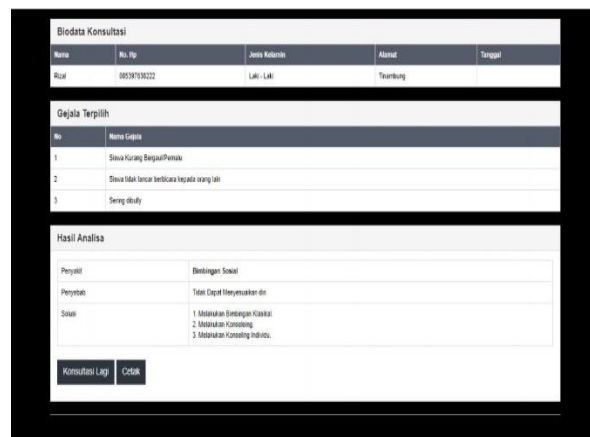 Biodata Konsultasi
Nama No. Hp Jenis Kelamin Alamat Tanggal
Rizal 085397638222 Laki - Laki Tinambung
Gejala Terpilih
No Nama Gejala
1 Siswa Kurang Bergaul/Pemalu
2 Siswa tidak lancar berbicara kepada orang lain
3 Sering dibully
Hasil Analisa
Penyakit Bimbingan Sosial
Penyebab Tidak Dapat Menyesuaikan diri
Solusi 1. Melakukan Bimbingan Klasikal.
2. Melakukan Konseloing.
3. Melakukan Konseling Individu.
Konsultasi Lagi Cetak